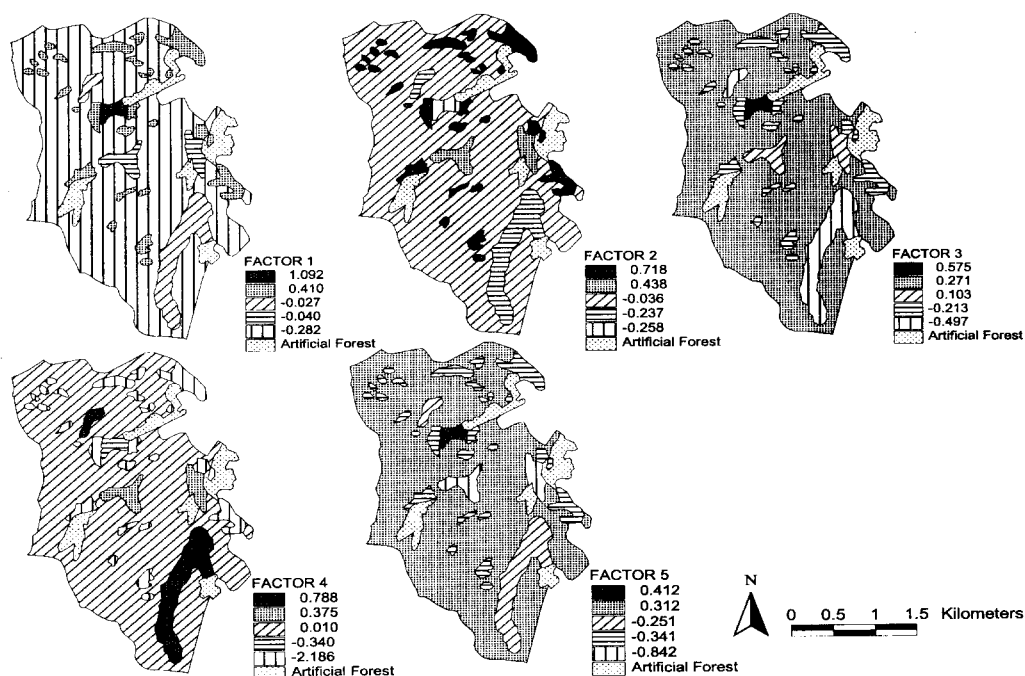 FACTOR 1
1.092
0.410
-0.027
-0.040
-0.282
Artificial Forest
FACTOR 2
0.718
0.438
-0.036
-0.237
-0.258
Artificial Forest
FACTOR 3
0.575
0.271
0.103
-0.213
-0.497
Artificial Forest
FACTOR 4
0.788
0.375
0.010
-0.340
-2.186
Artificial Forest
FACTOR 5
0.412
0.312
-0.251
-0.341
-0.842
Artificial Forest
N
0 0.5 1 1.5 Kilometers